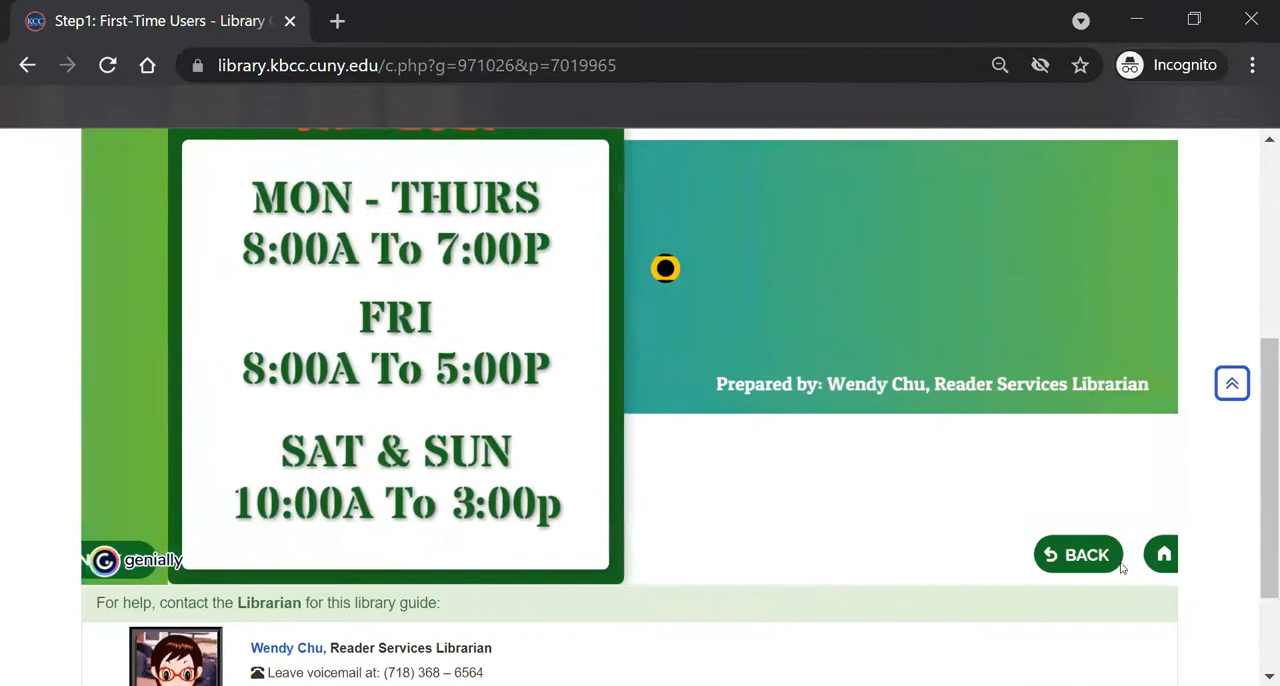 Step1: First-Time Users - Library
library.kbcc.cuny.edu/c.php?g=971026&p=7019965
Incognito
MON - THURS
8:00A To 7:00P
FRI
8:00A To 5:00P
SAT & SUN
10:00A To 3:00p
Prepared by: Wendy Chu, Reader Services Librarian
genially
BACK
For help, contact the Librarian for this library guide:
Wendy Chu, Reader Services Librarian
Leave voicemail at: (718) 368 – 6564